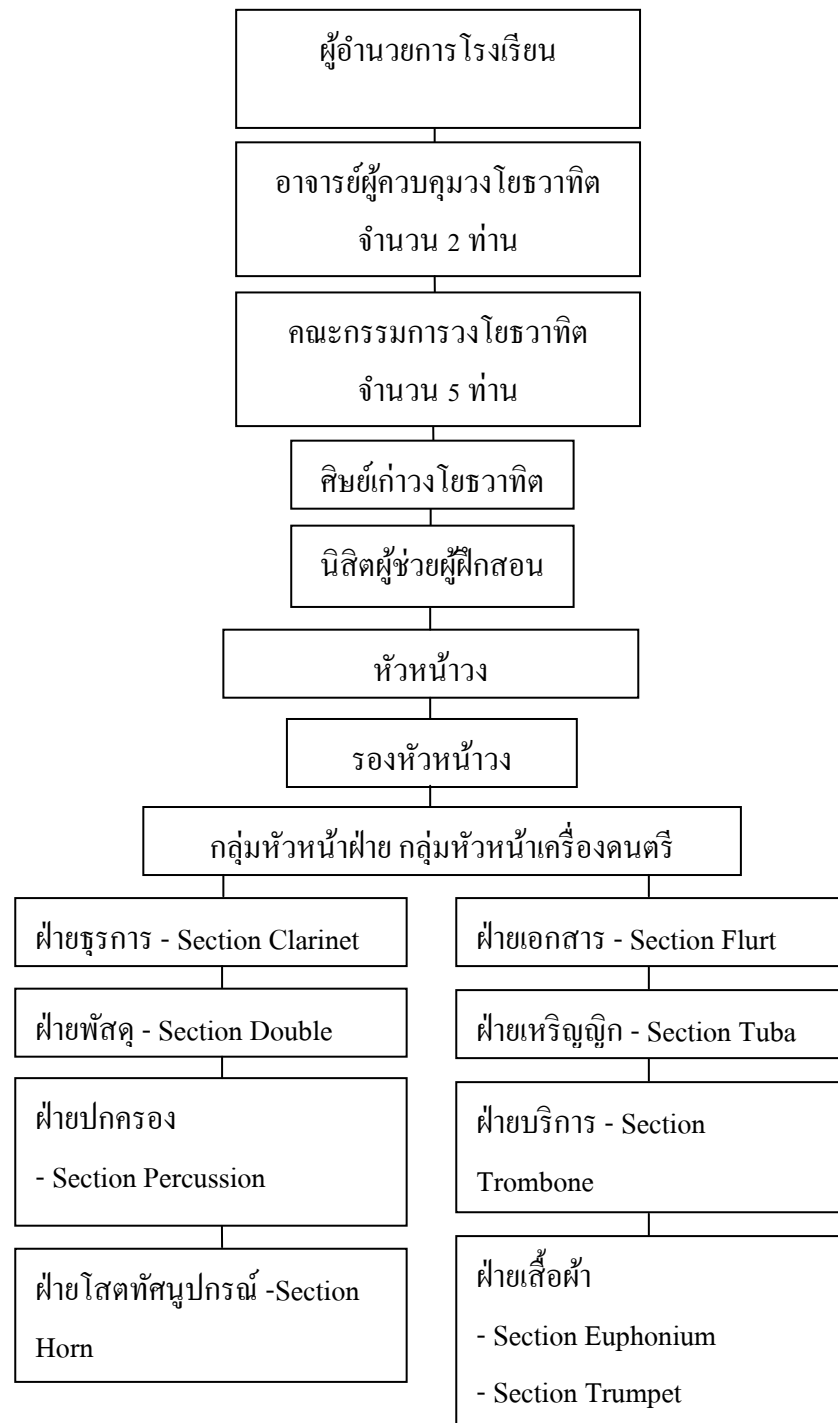 ผู้อำนวยการโรงเรียน
อาจารย์ผู้ควบคุมวงโยธวาทิต
จำนวน 2 ท่าน
คณะกรรมการวงโยธวาทิต
จำนวน 5 ท่าน
ศิษย์เก่าวงโยธวาทิต
นิสิตผู้ช่วยผู้ฝึกสอน
หัวหน้าวง
รองหัวหน้าวง
กลุ่มหัวหน้าฝ่าย กลุ่มหัวหน้าเครื่องดนตรี
ฝ่ายธุรการ - Section Clarinet
ฝ่ายพัสดุ - Section Double
ฝ่ายปกครอง
- Section Percussion
ฝ่ายโสตทัศนูปกรณ์ -Section
Horn
ฝ่ายเอกสาร - Section Flurt
ฝ่ายเหริญญิก - Section Tuba
ฝ่ายบริการ - Section
Trombone
ฝ่ายเสื้อผ้า
- Section Euphonium
- Section Trumpet